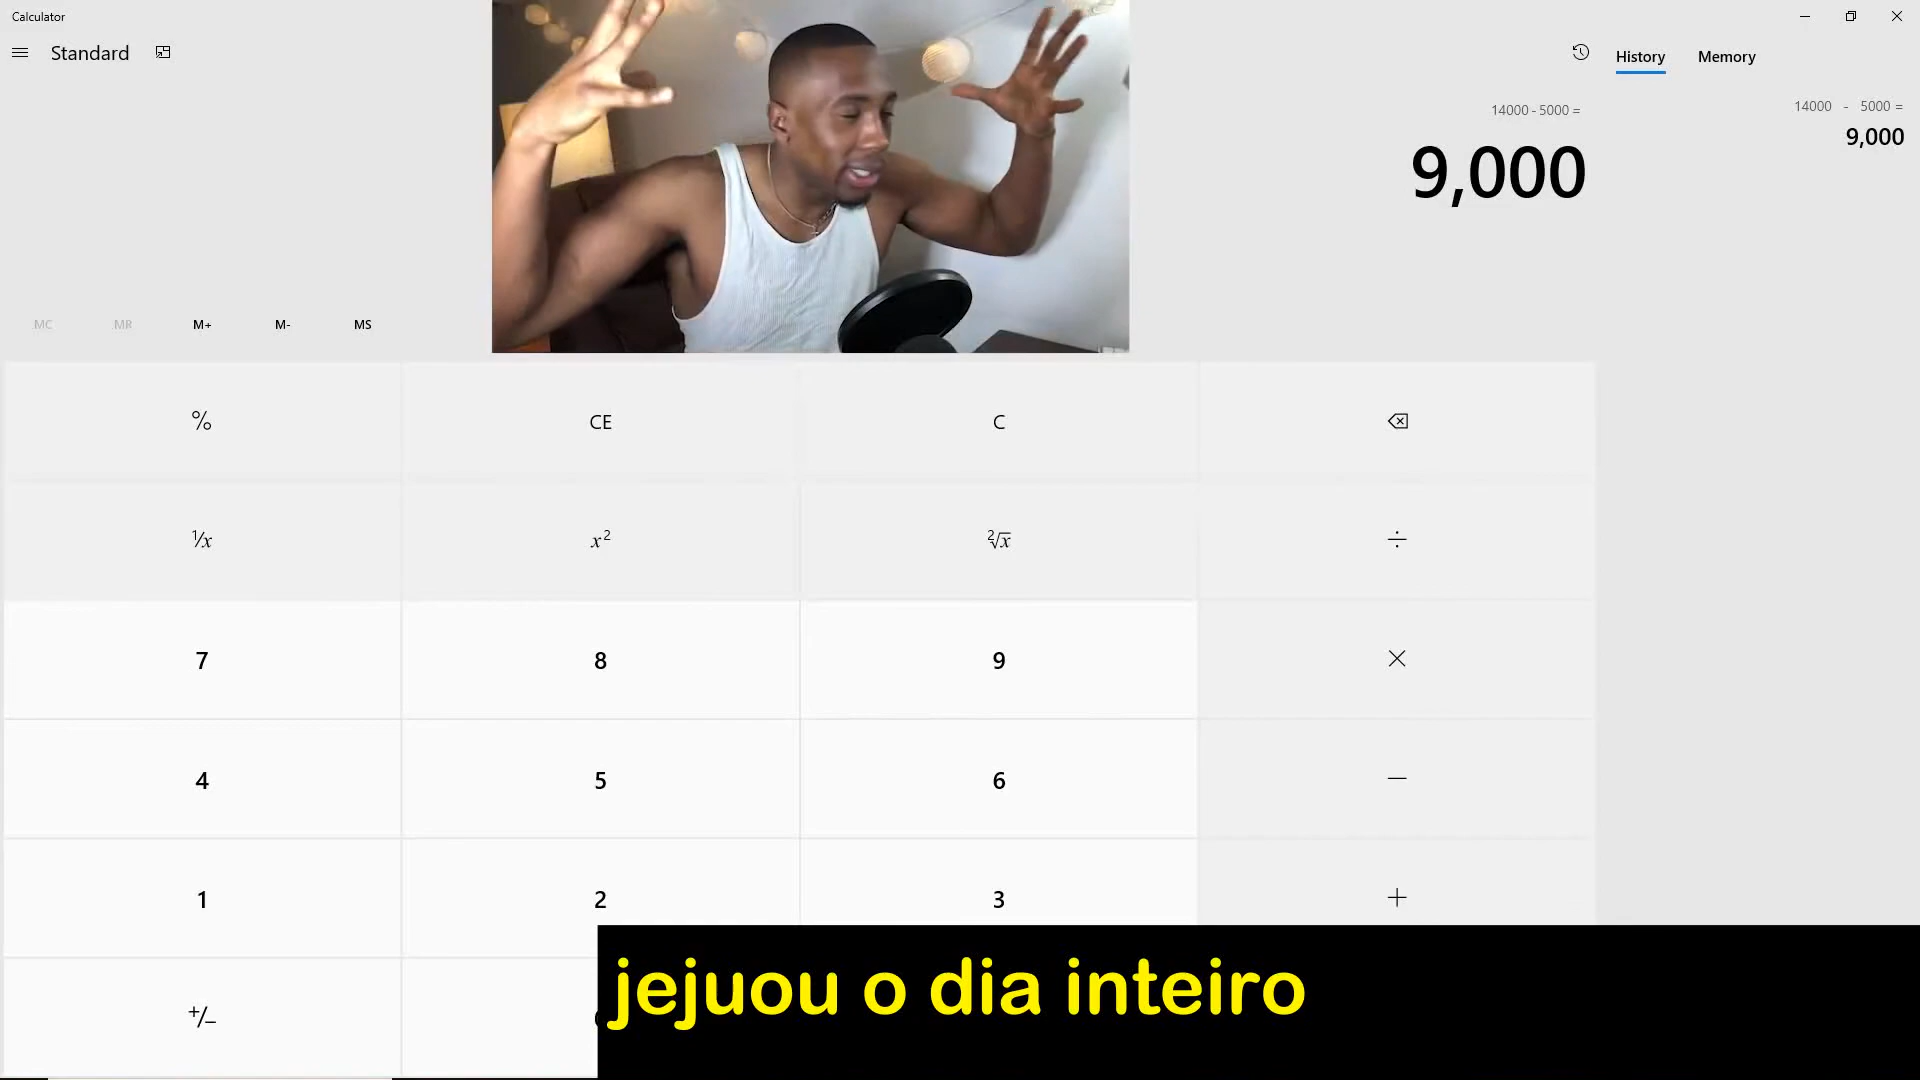 Calculator
Standard
History Memory
14000 - 5000 =
9,000
14000 - 5000 =
9,000
MC MR M+ M- MS
% CE C
1/x x² ²√x ÷
7 8 9 ×
4 5 6 −
1 2 3 +
+/−
jejuou o dia inteiro